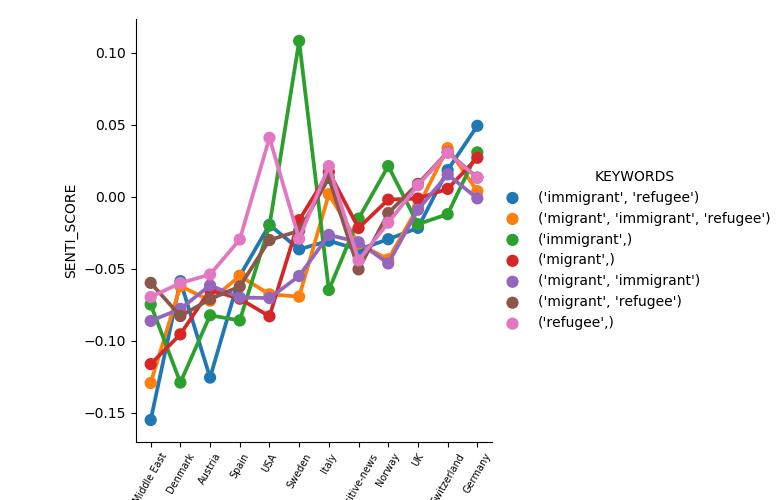 0.10
0.05
0.00
−0.05
−0.10
−0.15
SENTI_SCORE
Middle East
Denmark
Austria
Spain
USA
Sweden
Italy
sitive-news
Norway
UK
Switzerland
Germany
KEYWORDS
('immigrant', 'refugee')
('migrant', 'immigrant', 'refugee')
('immigrant',)
('migrant',)
('migrant', 'immigrant')
('migrant', 'refugee')
('refugee',)